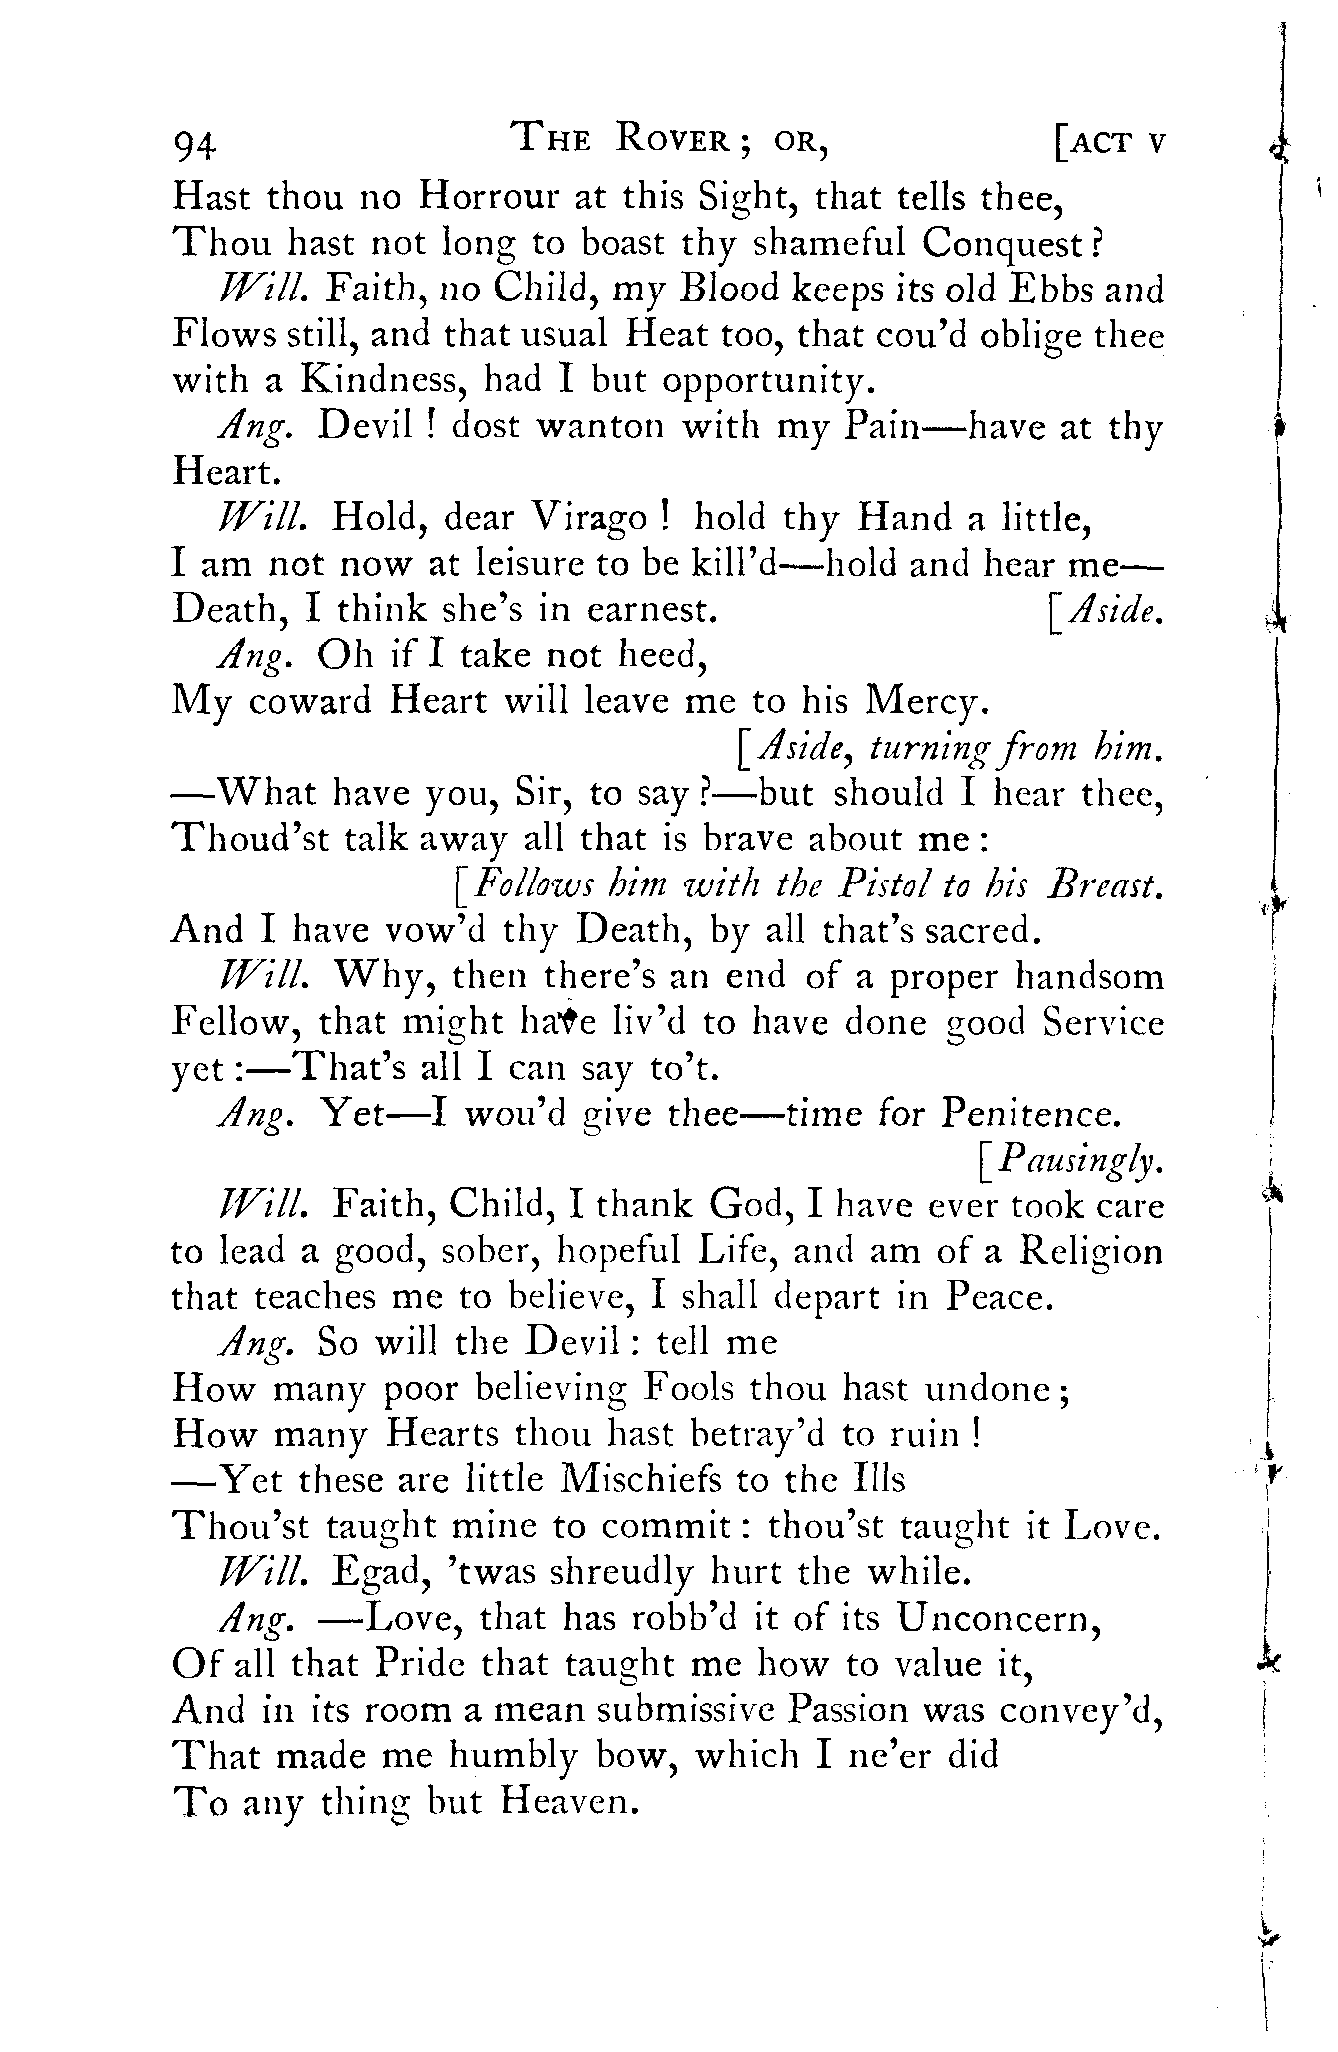 94 THE ROVER; OR, [ACT V
Hast thou no Horrour at this Sight, that tells thee,
Thou hast not long to boast thy shameful Conquest?
Will. Faith, no Child, my Blood keeps its old Ebbs and
Flows still, and that usual Heat too, that cou'd oblige thee
with a Kindness, had I but opportunity.
Ang. Devil! dost wanton with my Pain—have at thy
Heart.
Will. Hold, dear Virago! hold thy Hand a little,
I am not now at leisure to be kill'd—hold and hear me—
Death, I think she's in earnest. [Aside.
Ang. Oh if I take not heed,
My coward Heart will leave me to his Mercy.
[Aside, turning from him.
—What have you, Sir, to say?—but should I hear thee,
Thoud'st talk away all that is brave about me:
[Follows him with the Pistol to his Breast.
And I have vow'd thy Death, by all that's sacred.
Will. Why, then there's an end of a proper handsom
Fellow, that might have liv'd to have done good Service
yet:—That's all I can say to't.
Ang. Yet—I wou'd give thee—time for Penitence.
[Pausingly.
Will. Faith, Child, I thank God, I have ever took care
to lead a good, sober, hopeful Life, and am of a Religion
that teaches me to believe, I shall depart in Peace.
Ang. So will the Devil: tell me
How many poor believing Fools thou hast undone;
How many Hearts thou hast betray'd to ruin!
—Yet these are little Mischiefs to the Ills
Thou'st taught mine to commit: thou'st taught it Love.
Will. Egad, 'twas shreudly hurt the while.
Ang. —Love, that has robb'd it of its Unconcern,
Of all that Pride that taught me how to value it,
And in its room a mean submissive Passion was convey'd,
That made me humbly bow, which I ne'er did
To any thing but Heaven.